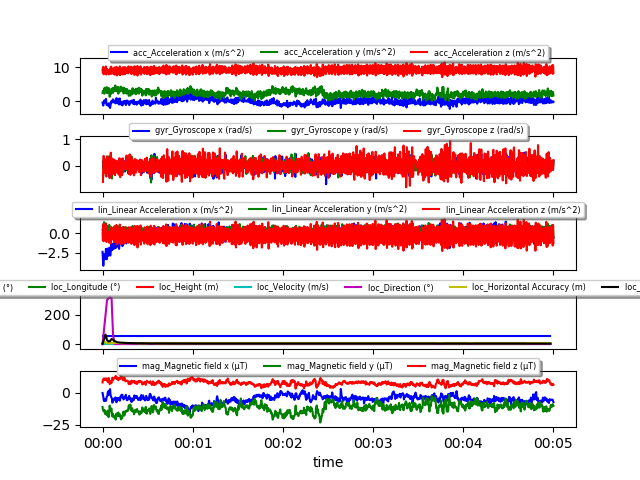 acc_Acceleration x (m/s^2) acc_Acceleration y (m/s^2) acc_Acceleration z (m/s^2)
10
0
gyr_Gyroscope x (rad/s) gyr_Gyroscope y (rad/s) gyr_Gyroscope z (rad/s)
1
0
lin_Linear Acceleration x (m/s^2) lin_Linear Acceleration y (m/s^2) lin_Linear Acceleration z (m/s^2)
0.0
−2.5
(°) loc_Longitude (°) loc_Height (m) loc_Velocity (m/s) loc_Direction (°) loc_Horizontal Accuracy (m) loc_
200
0
mag_Magnetic field x (μT) mag_Magnetic field y (μT) mag_Magnetic field z (μT)
0
−25
00:00 00:01 00:02 00:03 00:04 00:05
time